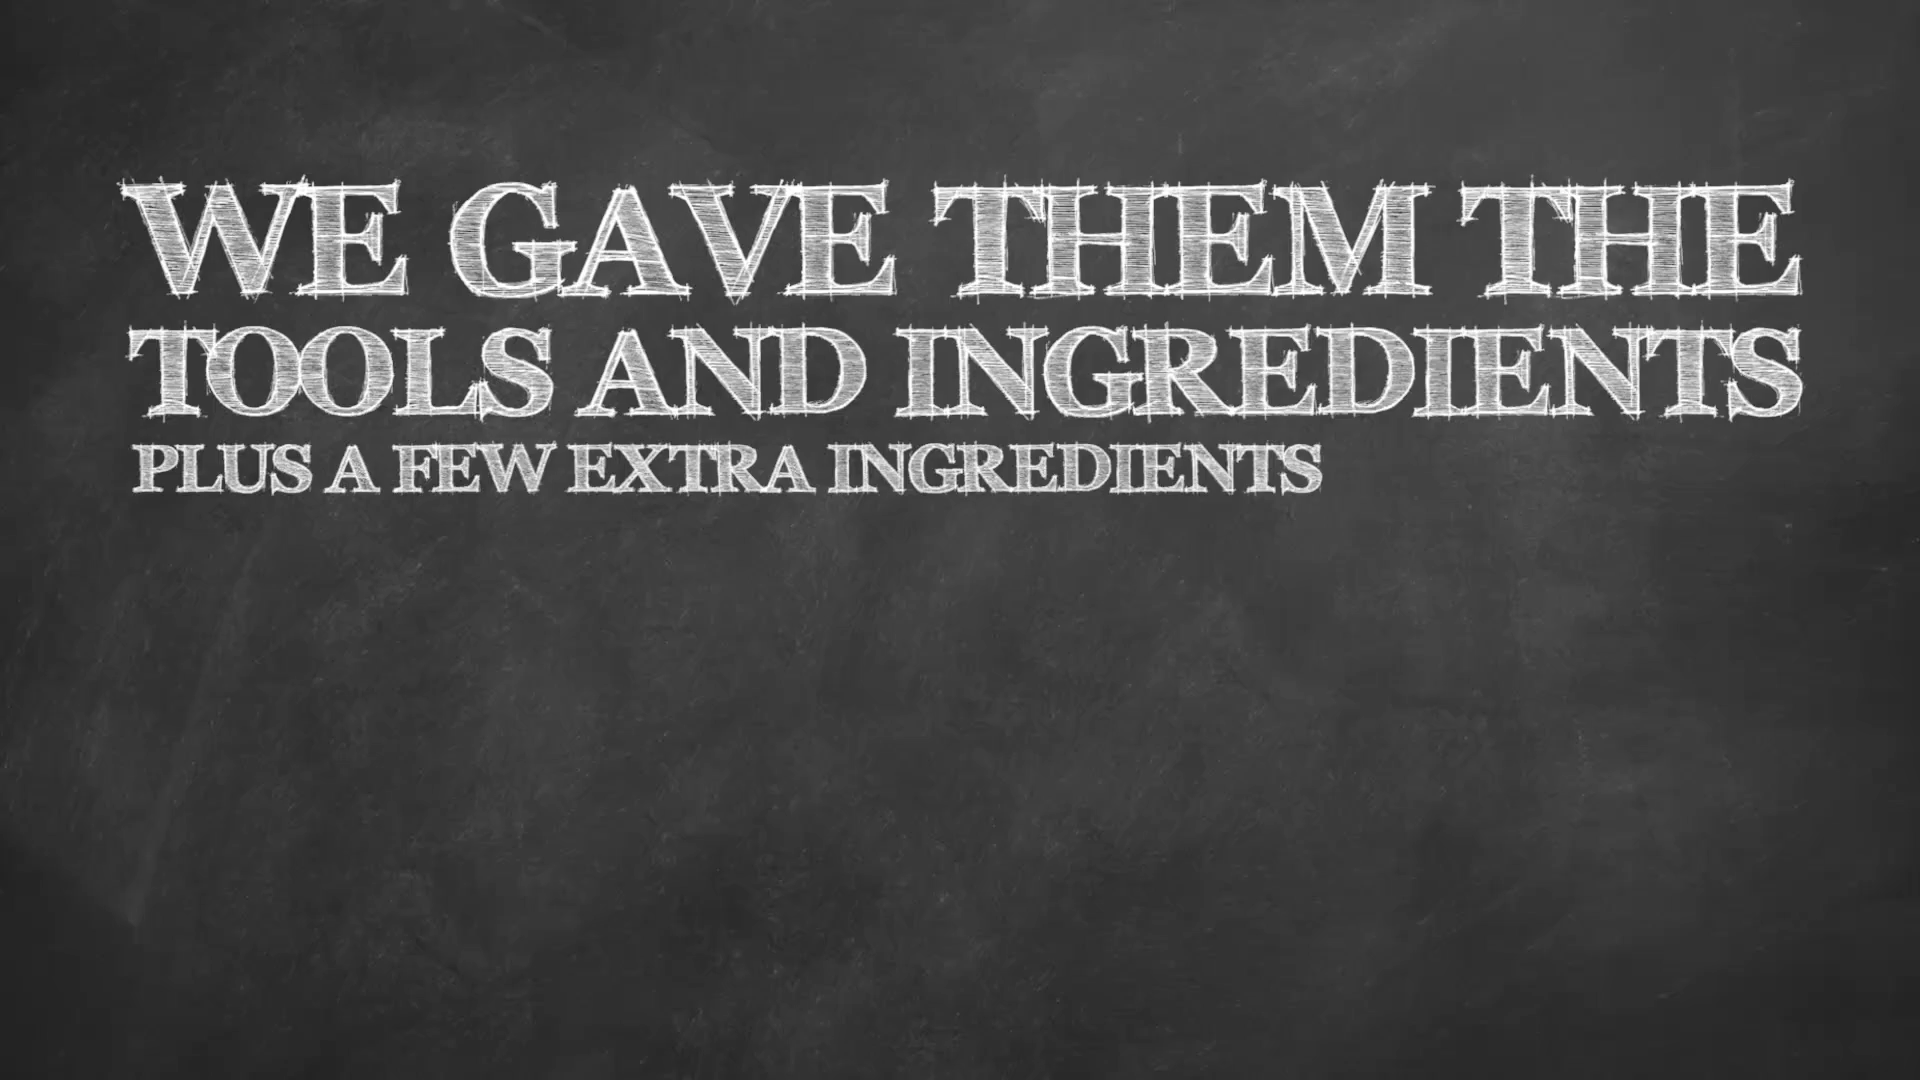 WE GAVE THEM THE
TOOLS AND INGREDIENTS
PLUS A FEW EXTRA INGREDIENTS